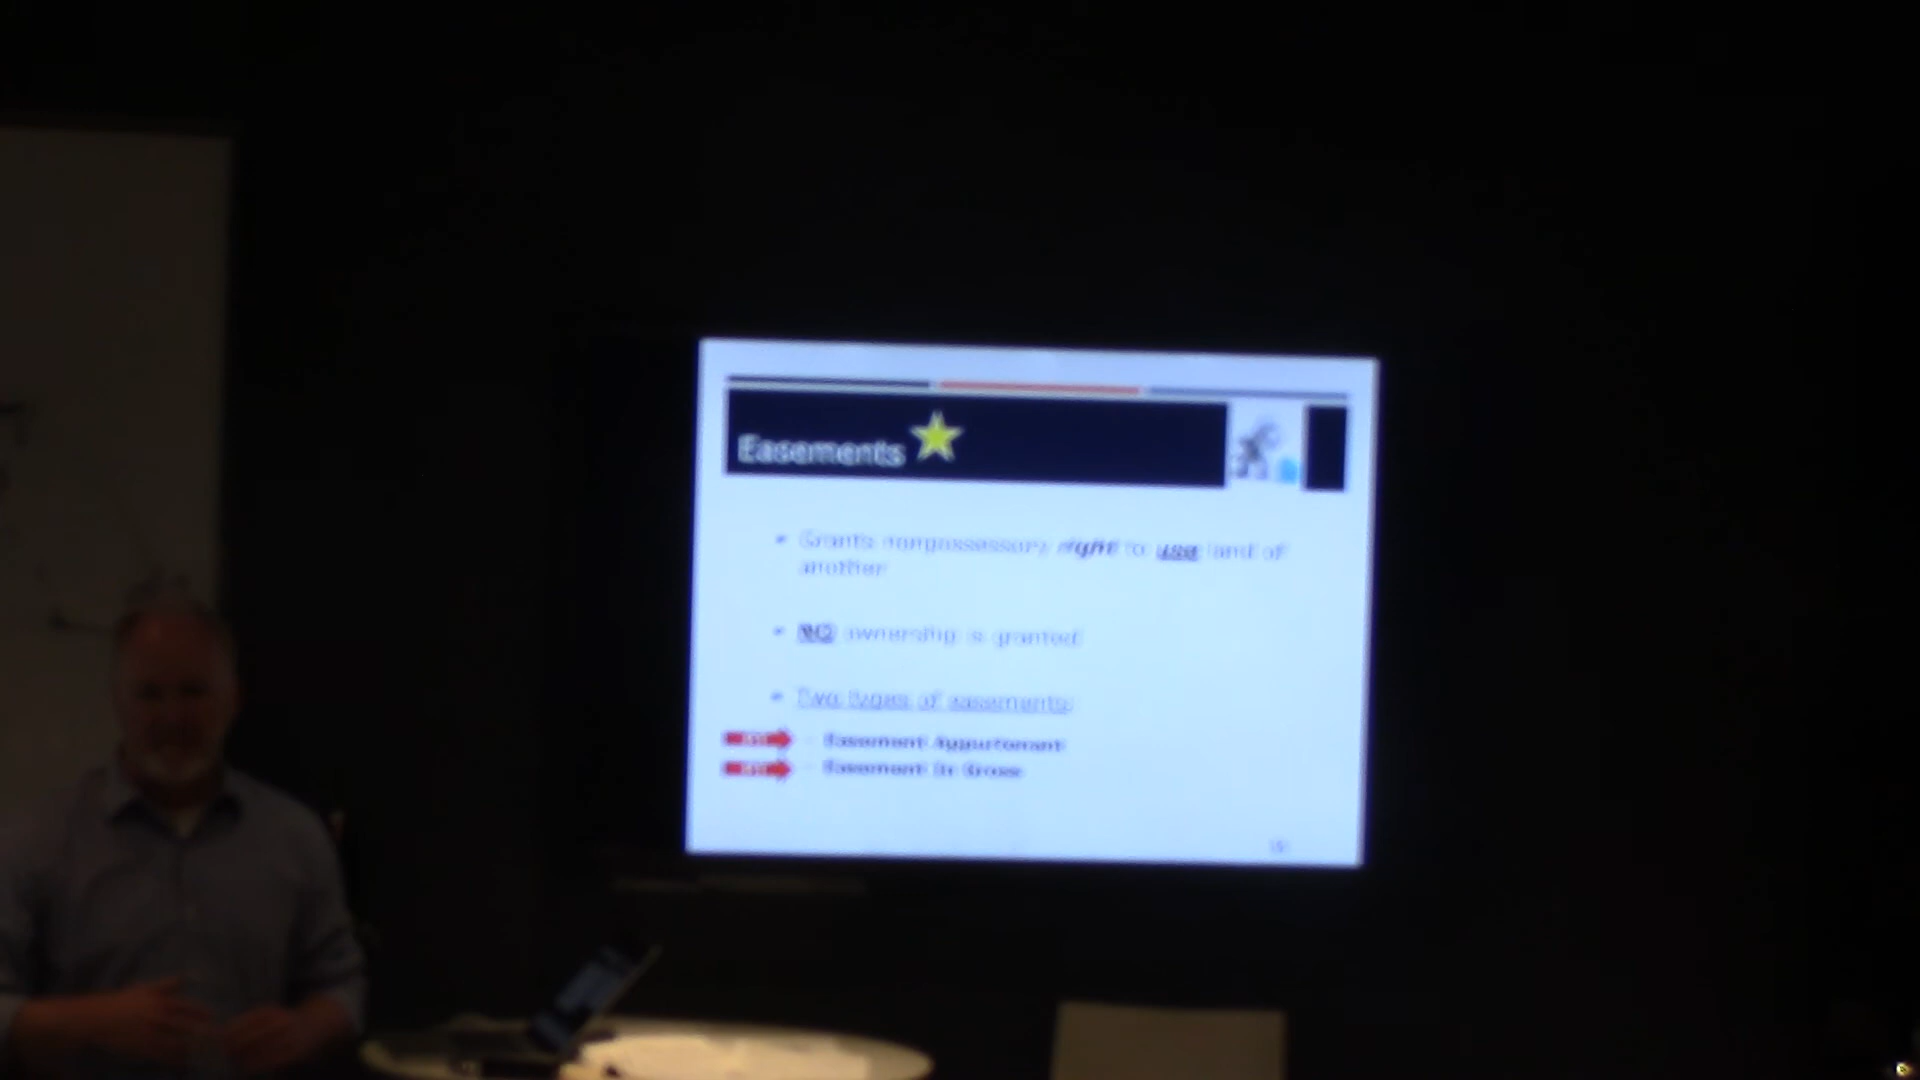 Easements
Grants nonpossessory right to use land of
another
NO ownership is granted
Two types of easements:
Easement Appurtenant
Easement In Gross